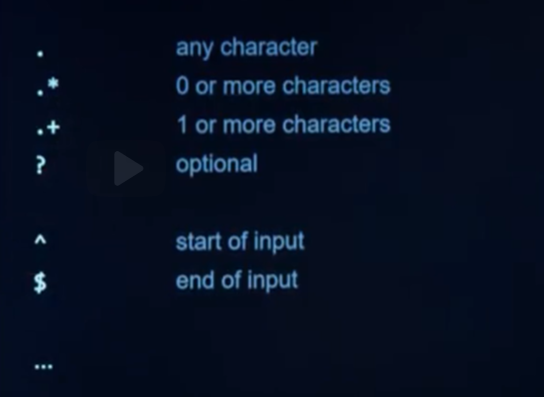 . any character
.* 0 or more characters
.+ 1 or more characters
? optional
^ start of input
$ end of input
...